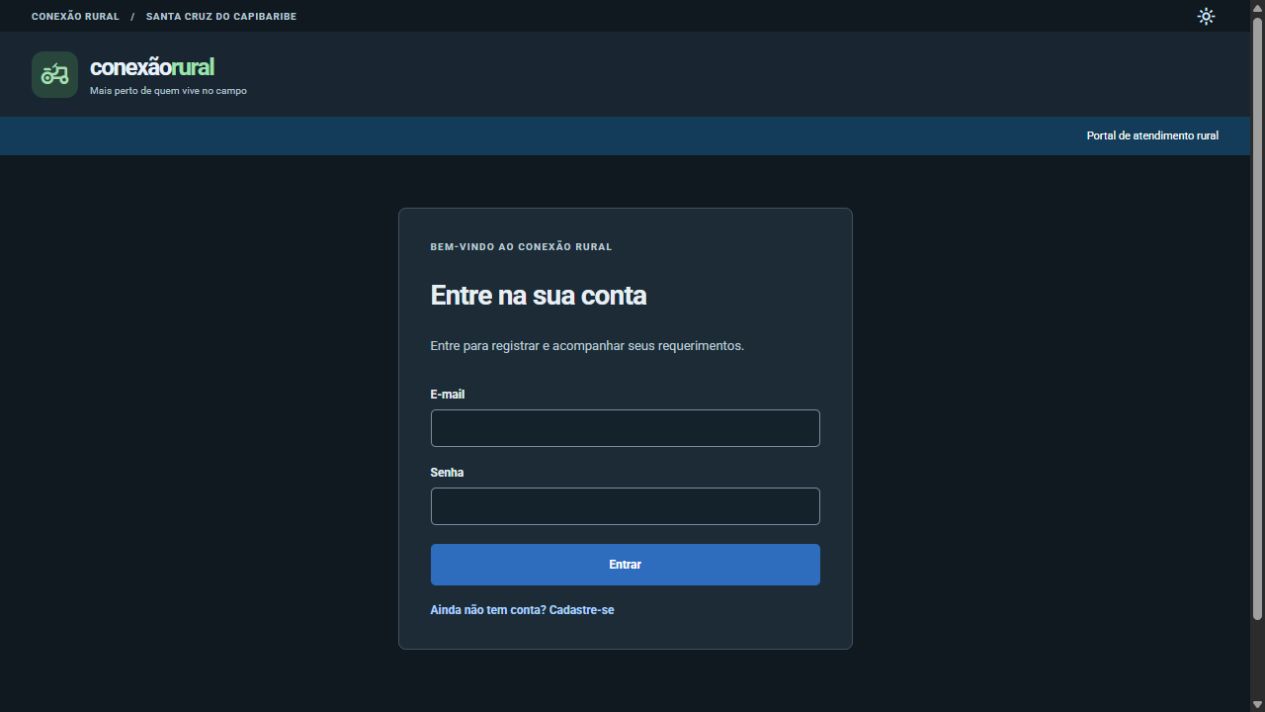 CONEXÃO RURAL / SANTA CRUZ DO CAPIBARIBE
conexãorural
Mais perto de quem vive no campo
Portal de atendimento rural
BEM-VINDO AO CONEXÃO RURAL
Entre na sua conta
Entre para registrar e acompanhar seus requerimentos.
E-mail
Senha
Entrar
Ainda não tem conta? Cadastre-se